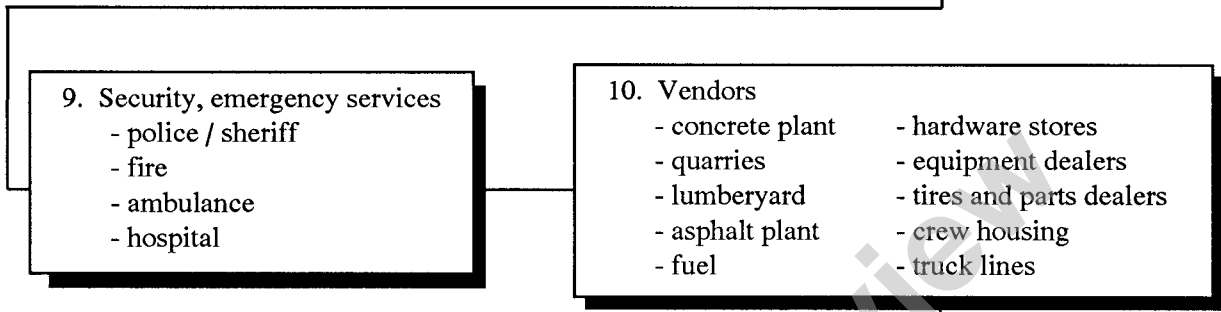 9. Security, emergency services
- police / sheriff
- fire
- ambulance
- hospital
10. Vendors
- concrete plant
- quarries
- lumberyard
- asphalt plant
- fuel
- hardware stores
- equipment dealers
- tires and parts dealers
- crew housing
- truck lines